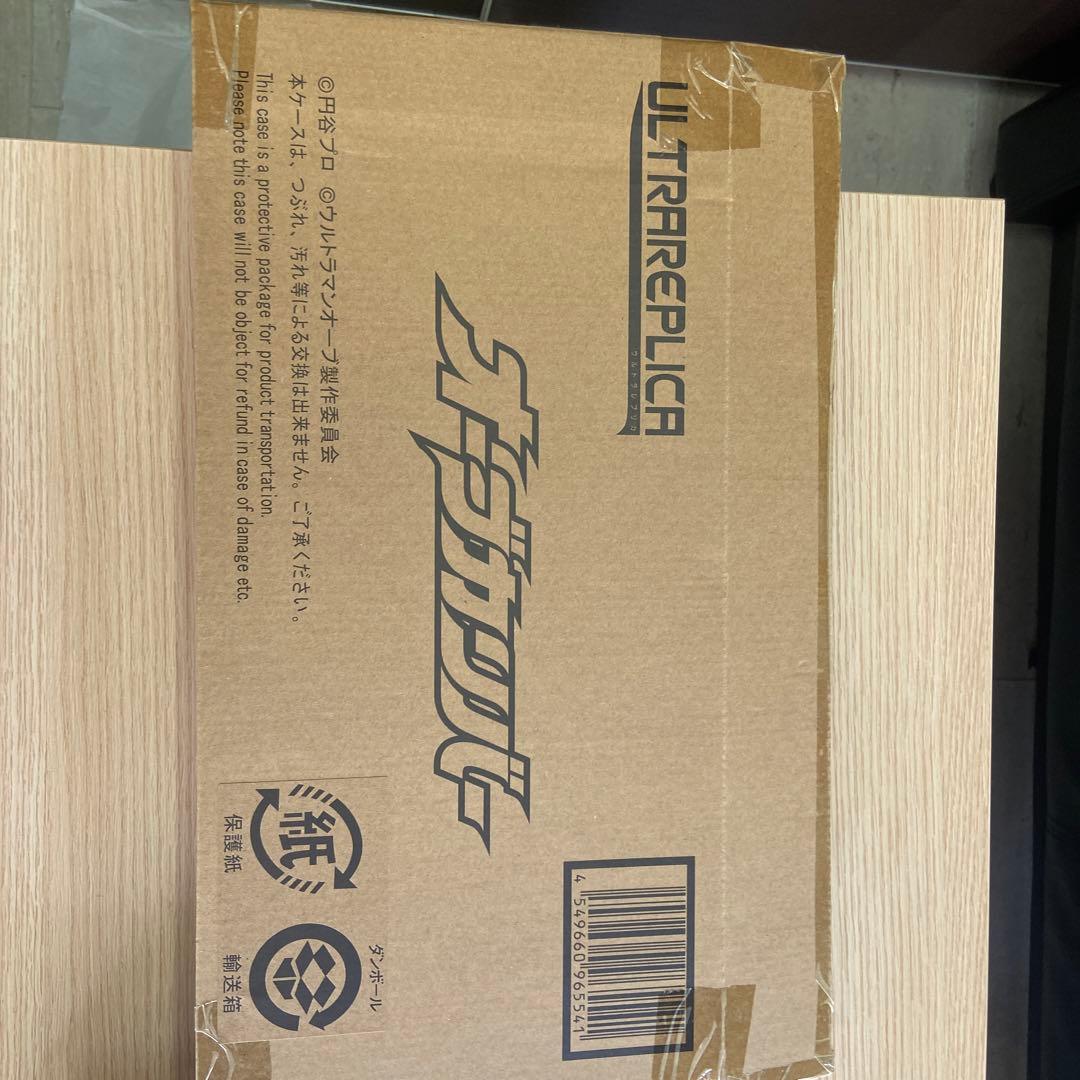 ULTRAREPLICA
ウルトラレプリカ
オーブカリバー
©円谷プロ ©ウルトラマンオーブ製作委員会
本ケースは、つぶれ、汚れ等による交換は出来ません。ご了承ください。
This case is a protective package for product transportation.
Please note this case will not be object for refund in case of damage etc.
4 549660 965541
紙
保護紙
ダンボール
輸送箱